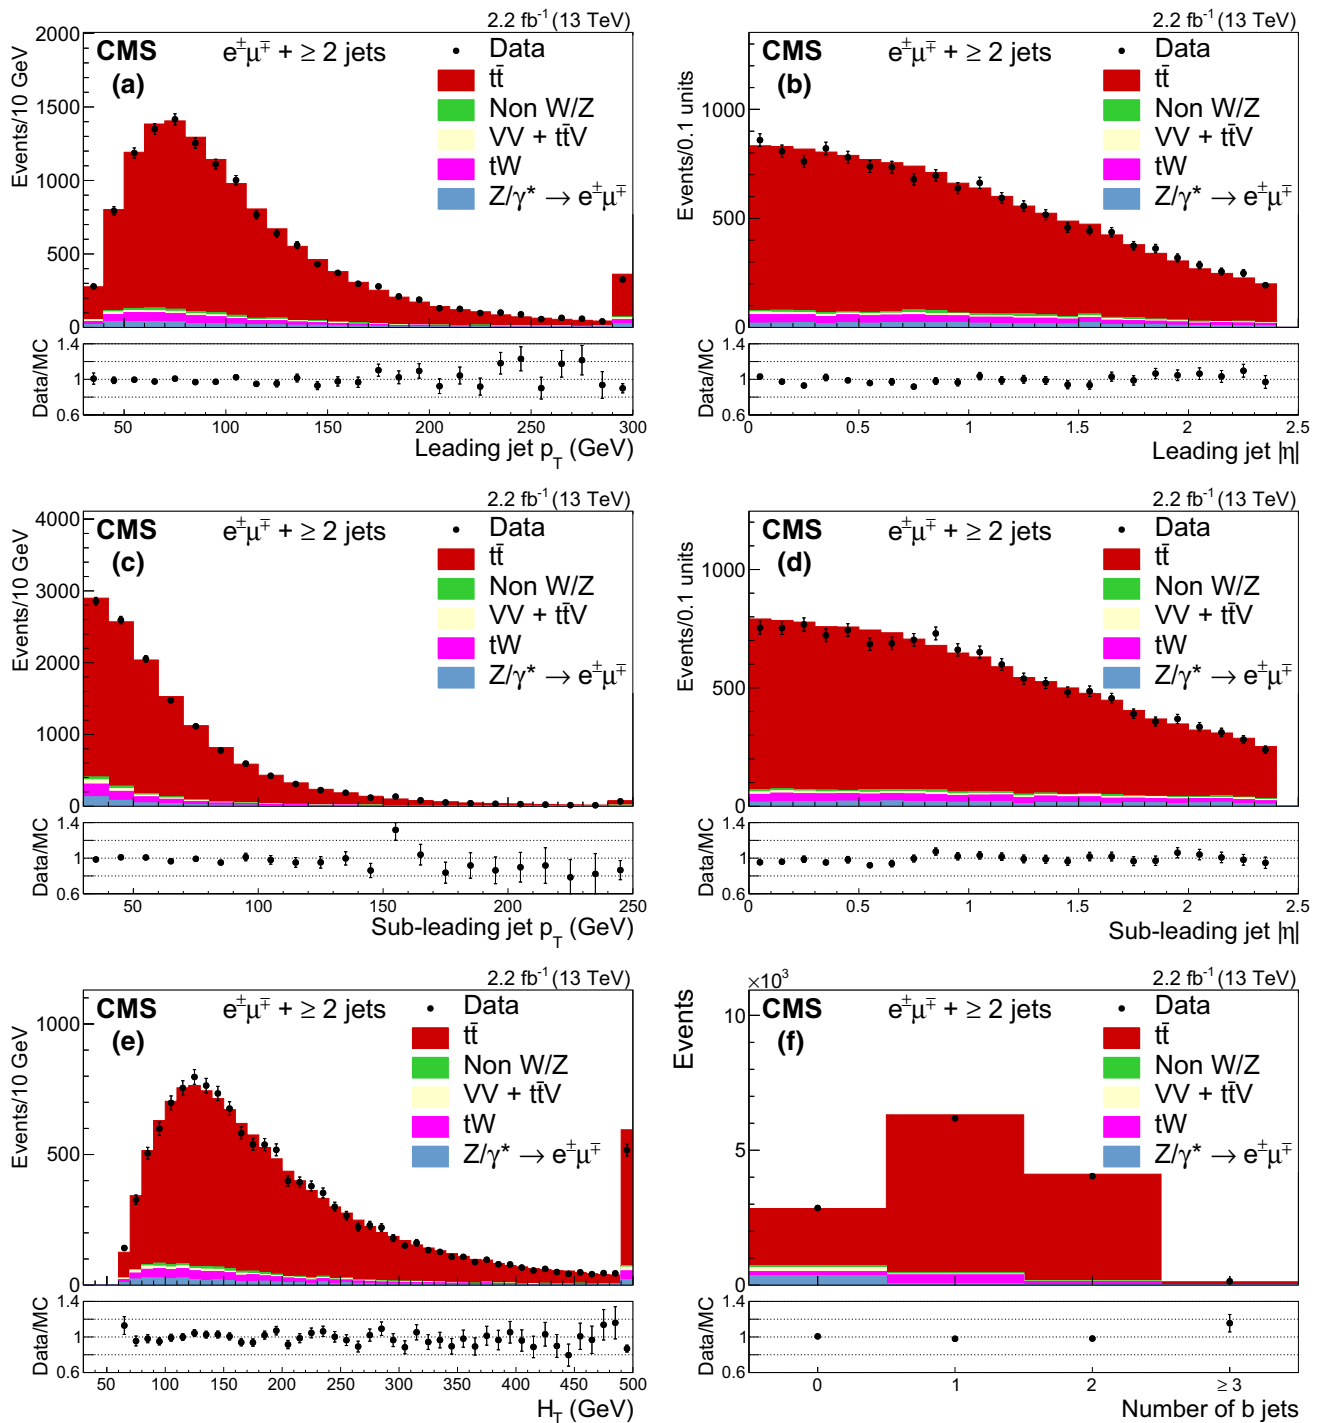 2.2 fb⁻¹ (13 TeV)
CMS
(a)
e±μ∓ + ≥ 2 jets
Data
tt̄
Non W/Z
VV + tt̄V
tW
Z/γ* → e±μ∓
Events/10 GeV
2000
1500
1000
500
0
Data/MC
1.4
1
0.6
50 100 150 200 250 300
Leading jet p_T (GeV)
2.2 fb⁻¹ (13 TeV)
CMS
(b)
e±μ∓ + ≥ 2 jets
Data
tt̄
Non W/Z
VV + tt̄V
tW
Z/γ* → e±μ∓
Events/0.1 units
1000
500
0
Data/MC
1.4
1
0.6
0 0.5 1 1.5 2 2.5
Leading jet |η|
2.2 fb⁻¹ (13 TeV)
CMS
(c)
e±μ∓ + ≥ 2 jets
Data
tt̄
Non W/Z
VV + tt̄V
tW
Z/γ* → e±μ∓
Events/10 GeV
4000
3000
2000
1000
0
Data/MC
1.4
1
0.6
50 100 150 200 250
Sub-leading jet p_T (GeV)
2.2 fb⁻¹ (13 TeV)
CMS
(d)
e±μ∓ + ≥ 2 jets
Data
tt̄
Non W/Z
VV + tt̄V
tW
Z/γ* → e±μ∓
Events/0.1 units
1000
500
0
Data/MC
1.4
1
0.6
0 0.5 1 1.5 2 2.5
Sub-leading jet |η|
2.2 fb⁻¹ (13 TeV)
CMS
(e)
e±μ∓ + ≥ 2 jets
Data
tt̄
Non W/Z
VV + tt̄V
tW
Z/γ* → e±μ∓
Events/10 GeV
1000
500
0
Data/MC
1.4
1
0.6
50 100 150 200 250 300 350 400 450 500
H_T (GeV)
×10³
2.2 fb⁻¹ (13 TeV)
CMS
(f)
e±μ∓ + ≥ 2 jets
Data
tt̄
Non W/Z
VV + tt̄V
tW
Z/γ* → e±μ∓
Events
10
5
0
Data/MC
1.4
1
0.6
0 1 2 ≥ 3
Number of b jets